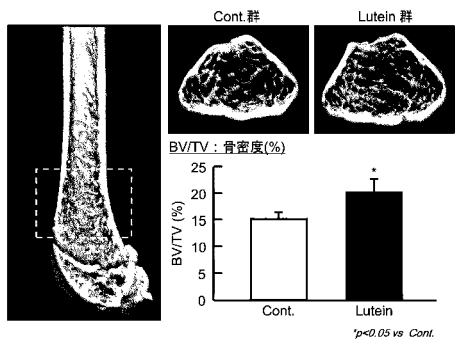 Cont.群 Lutein 群
BV/TV：骨密度(%)
BV/TV (%)
25
20
15
10
5
0
*
Cont. Lutein
*p<0.05 vs Cont.